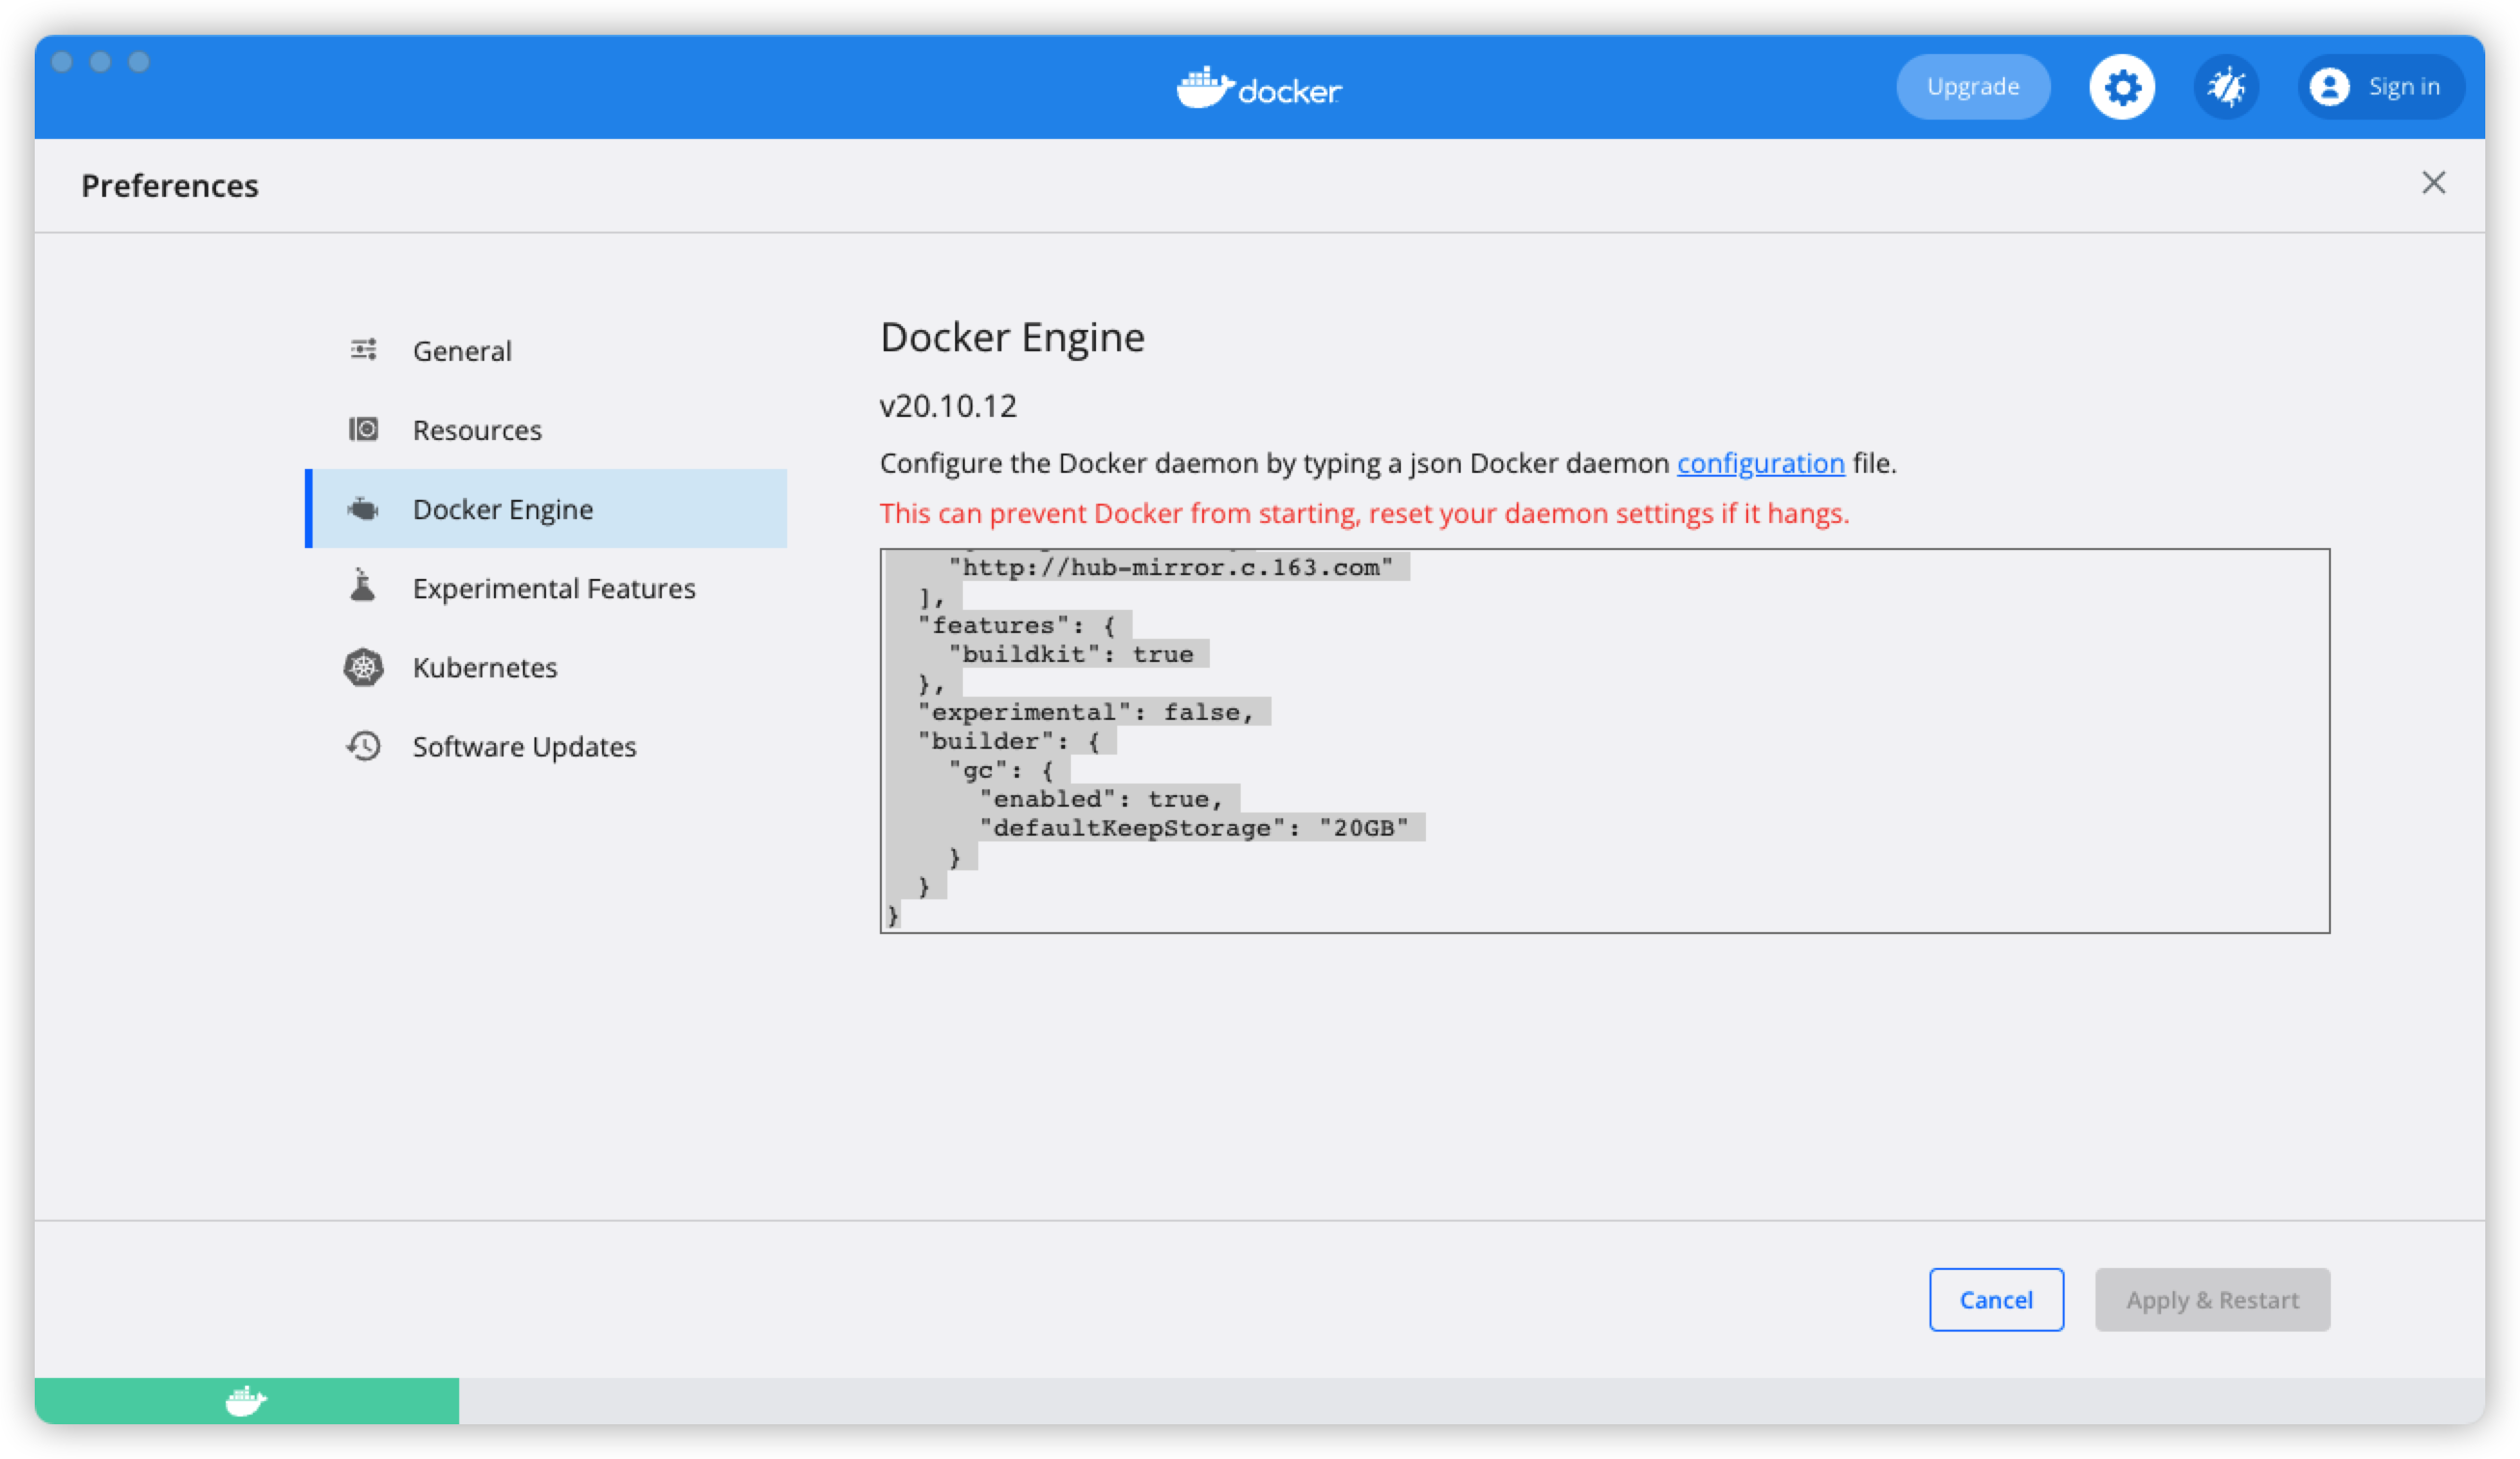 docker
Upgrade
Sign in
Preferences
General
Resources
Docker Engine
Experimental Features
Kubernetes
Software Updates
Docker Engine
v20.10.12
Configure the Docker daemon by typing a json Docker daemon configuration file.
This can prevent Docker from starting, reset your daemon settings if it hangs.
"http://hub-mirror.c.163.com"
],
"features": {
"buildkit": true
},
"experimental": false,
"builder": {
"gc": {
"enabled": true,
"defaultKeepStorage": "20GB"
}
}
}
Cancel
Apply & Restart